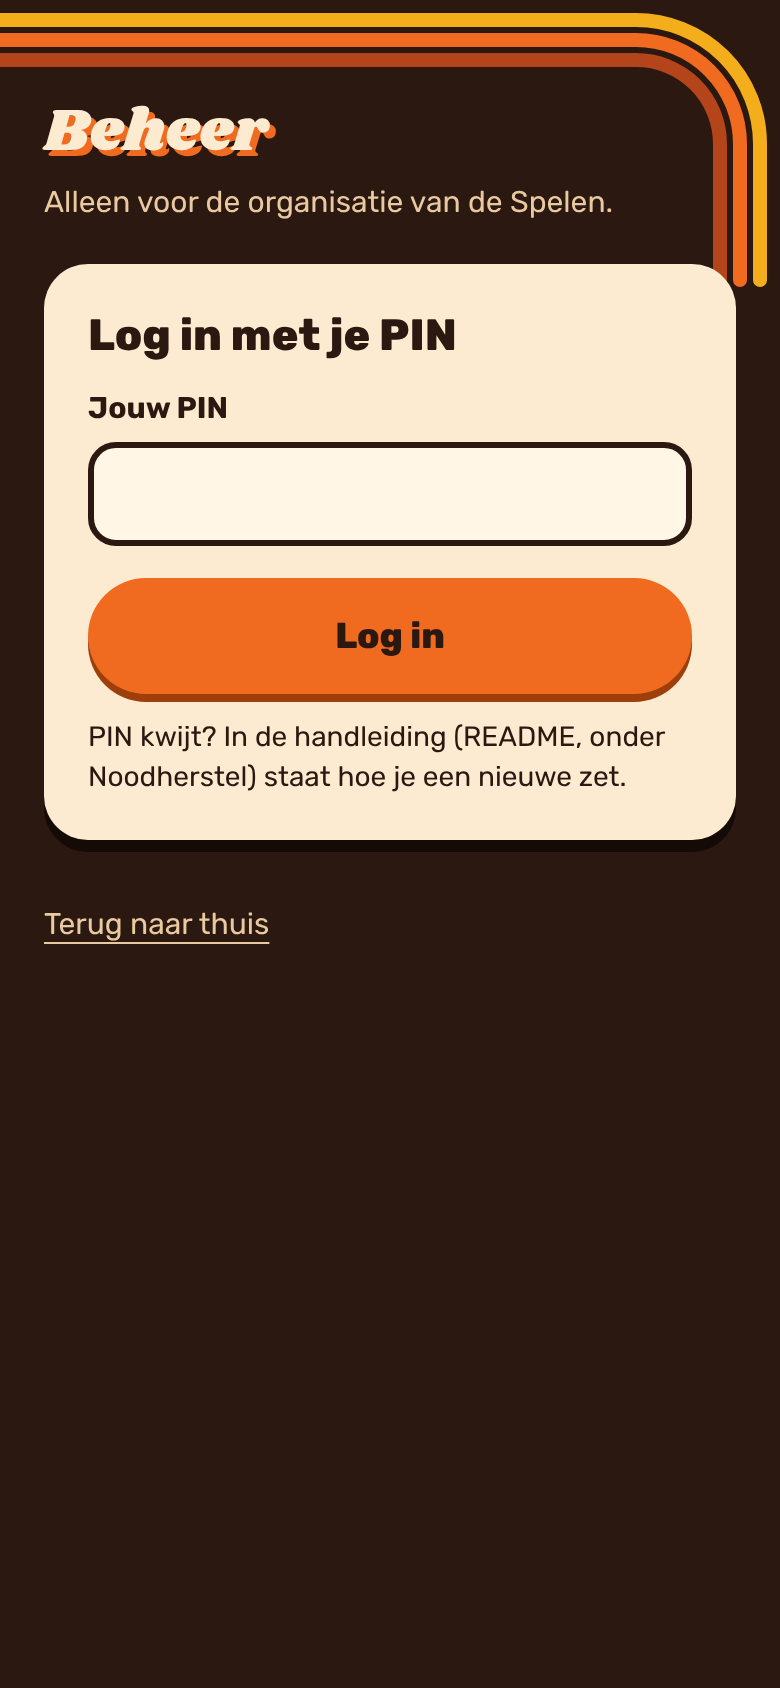 Beheer
Alleen voor de organisatie van de Spelen.
Log in met je PIN
Jouw PIN
Log in
PIN kwijt? In de handleiding (README, onder
Noodherstel) staat hoe je een nieuwe zet.
Terug naar thuis